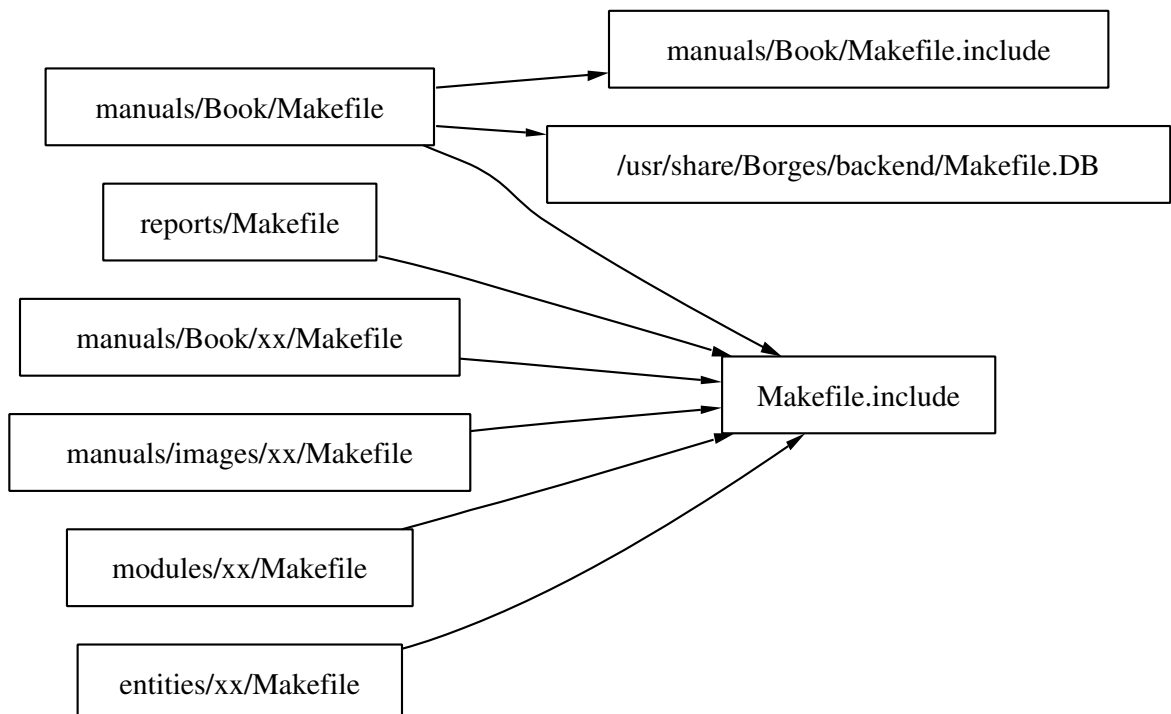 manuals/Book/Makefile.include
manuals/Book/Makefile
/usr/share/Borges/backend/Makefile.DB
reports/Makefile
manuals/Book/xx/Makefile
Makefile.include
manuals/images/xx/Makefile
modules/xx/Makefile
entities/xx/Makefile